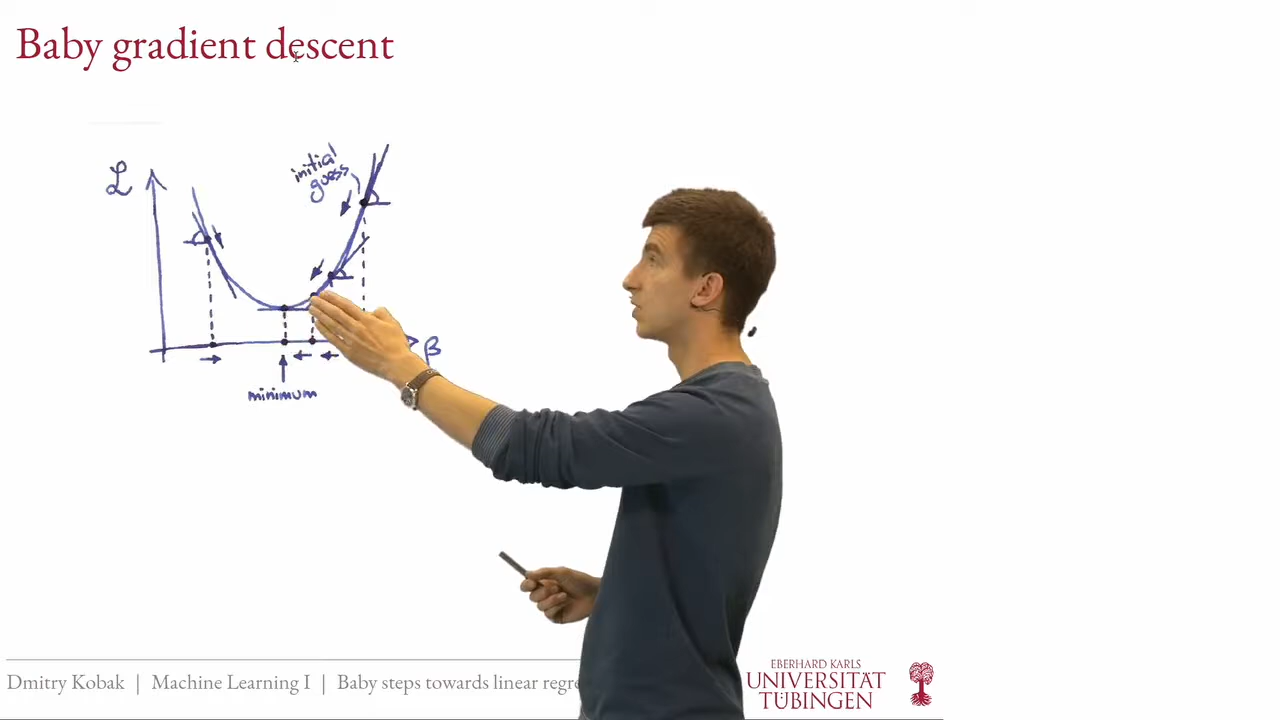 Baby gradient descent
ℒ
initial
guess
β
minimum
Dmitry Kobak | Machine Learning I | Baby steps towards linear regre
EBERHARD KARLS
UNIVERSITÄT
TÜBINGEN